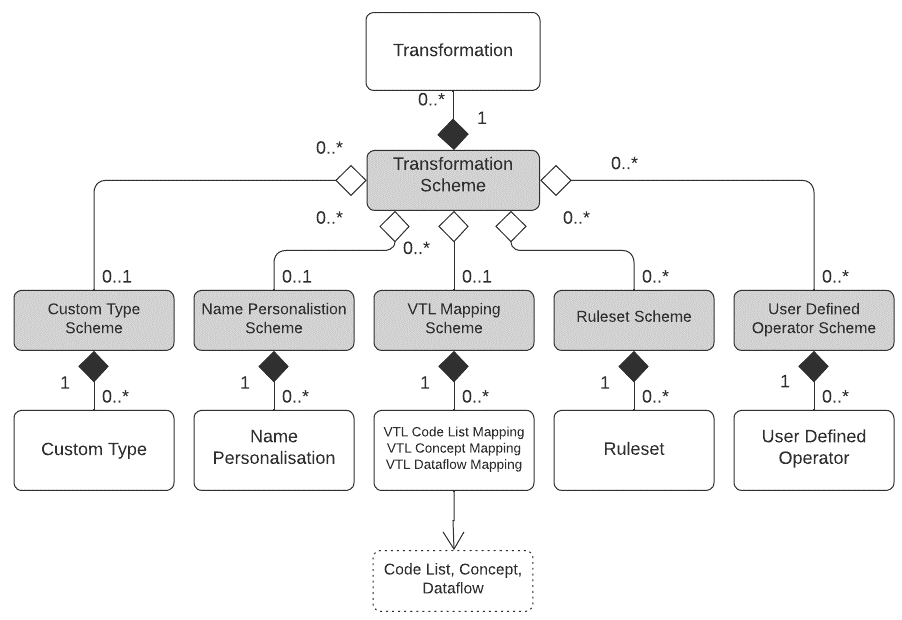 Transformation
0..*
1
0..*
Transformation
Scheme
0..*
0..*
0..*
0..*
0..1
0..1
0..1
0..*
0..*
Custom Type
Scheme
Name Personalistion
Scheme
VTL Mapping
Scheme
Ruleset Scheme
User Defined
Operator Scheme
1
0..*
1
0..*
1
0..*
1
0..*
1
0..*
Custom Type
Name
Personalisation
VTL Code List Mapping
VTL Concept Mapping
VTL Dataflow Mapping
Ruleset
User Defined
Operator
Code List, Concept,
Dataflow